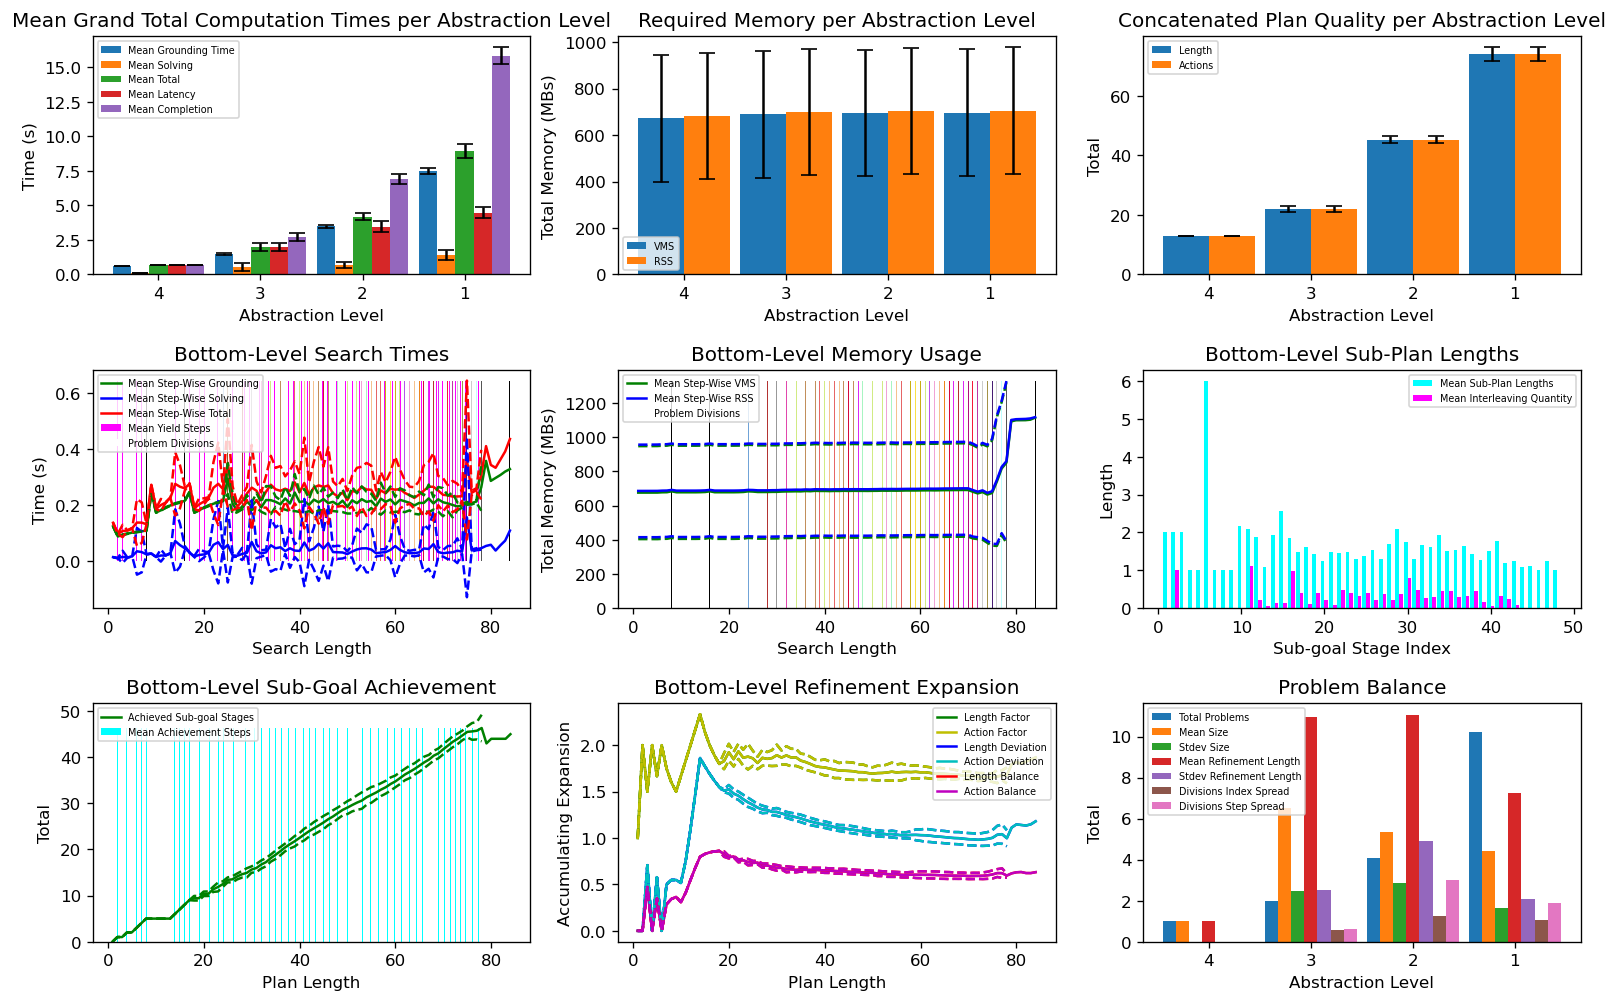 Mean Grand Total Computation Times per Abstraction Level
Time (s)
15.0
12.5
10.0
7.5
5.0
2.5
0.0
Mean Grounding Time
Mean Solving
Mean Total
Mean Latency
Mean Completion
4 3 2 1
Abstraction Level
Required Memory per Abstraction Level
Total Memory (MBs)
1000
800
600
400
200
0
VMS
RSS
4 3 2 1
Abstraction Level
Concatenated Plan Quality per Abstraction Level
Total
60
40
20
0
Length
Actions
4 3 2 1
Abstraction Level
Bottom-Level Search Times
Time (s)
0.6
0.4
0.2
0.0
Mean Step-Wise Grounding
Mean Step-Wise Solving
Mean Step-Wise Total
Mean Yield Steps
Problem Divisions
0 20 40 60 80
Search Length
Bottom-Level Memory Usage
Total Memory (MBs)
1200
1000
800
600
400
200
0
Mean Step-Wise VMS
Mean Step-Wise RSS
Problem Divisions
0 20 40 60 80
Search Length
Bottom-Level Sub-Plan Lengths
Length
6
5
4
3
2
1
0
Mean Sub-Plan Lengths
Mean Interleaving Quantity
0 10 20 30 40 50
Sub-goal Stage Index
Bottom-Level Sub-Goal Achievement
Total
50
40
30
20
10
0
Achieved Sub-goal Stages
Mean Achievement Steps
0 20 40 60 80
Plan Length
Bottom-Level Refinement Expansion
Accumulating Expansion
2.0
1.5
1.0
0.5
0.0
Length Factor
Action Factor
Length Deviation
Action Deviation
Length Balance
Action Balance
0 20 40 60 80
Plan Length
Problem Balance
Total
10
8
6
4
2
0
Total Problems
Mean Size
Stdev Size
Mean Refinement Length
Stdev Refinement Length
Divisions Index Spread
Divisions Step Spread
4 3 2 1
Abstraction Level